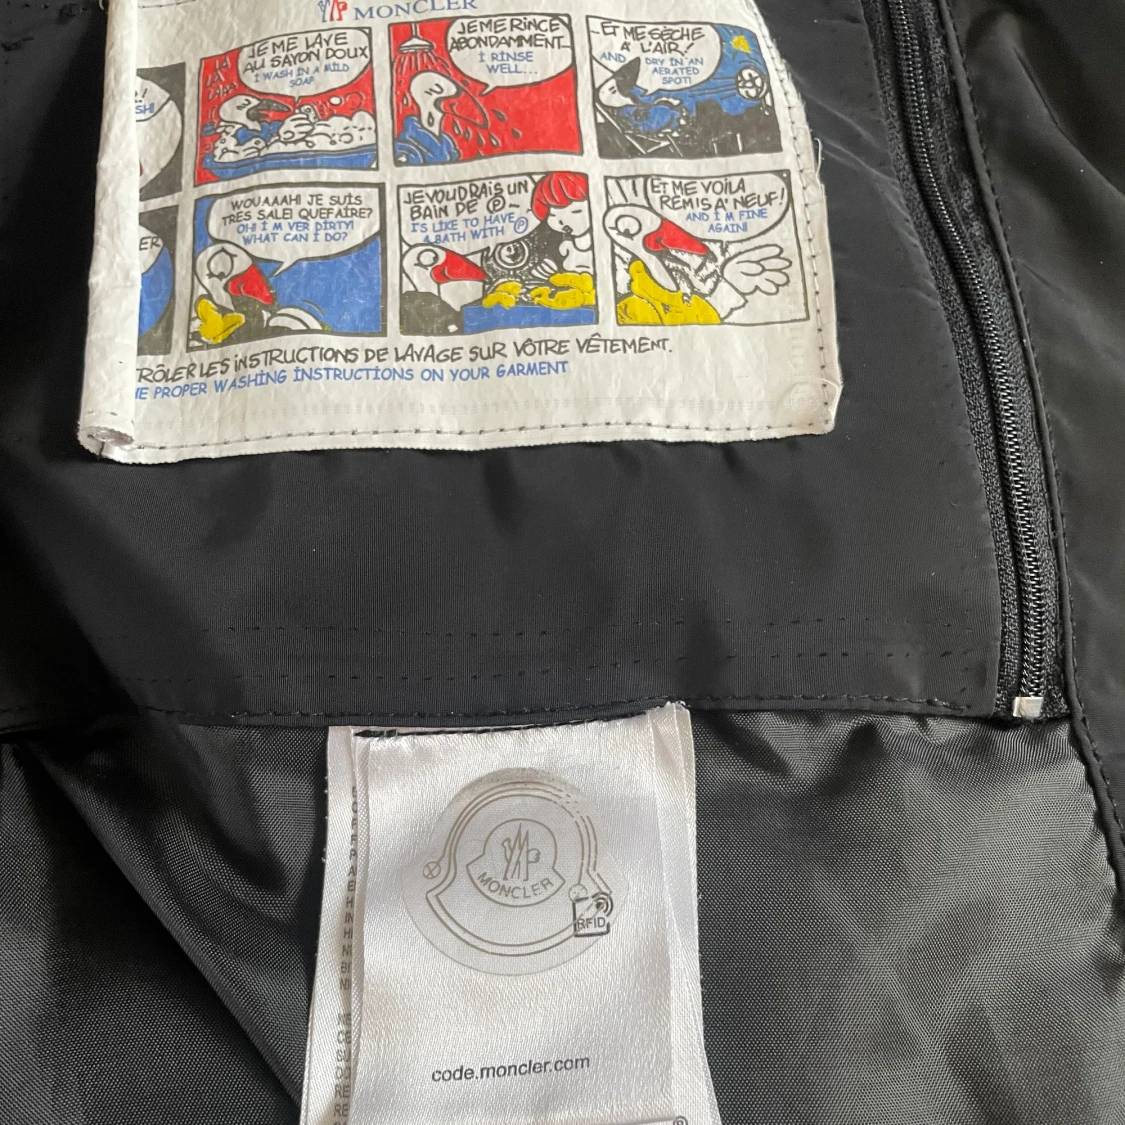 MONCLER
JE ME LAVE
AU SAVON DOUX
I WASH IN A MILD
SOAP
JE ME RINCE
ABONDAMMENT...
I RINSE
WELL...
..ET ME SÈCHE
A' L'AIR!
AND DRY IN AN
AERATED
SPOT!
LA
LA
LALA
WOUAAAH! JE SUIS
TRES SALE! QUE FAIRE?
OH! I M VER DIRTY!
WHAT CAN I DO?
JE VOUDRAIS UN
BAIN DE P
I'S LIKE TO HAVE
A BATH WITH P
ET ME VOILA
REMIS A' NEUF!
AND I M FINE
AGAIN!
TRÔLER LES INSTRUCTIONS DE LAVAGE SUR VÔTRE VÊTEMENT.
E PROPER WASHING INSTRUCTIONS ON YOUR GARMENT
MONCLER
RFID
code.moncler.com